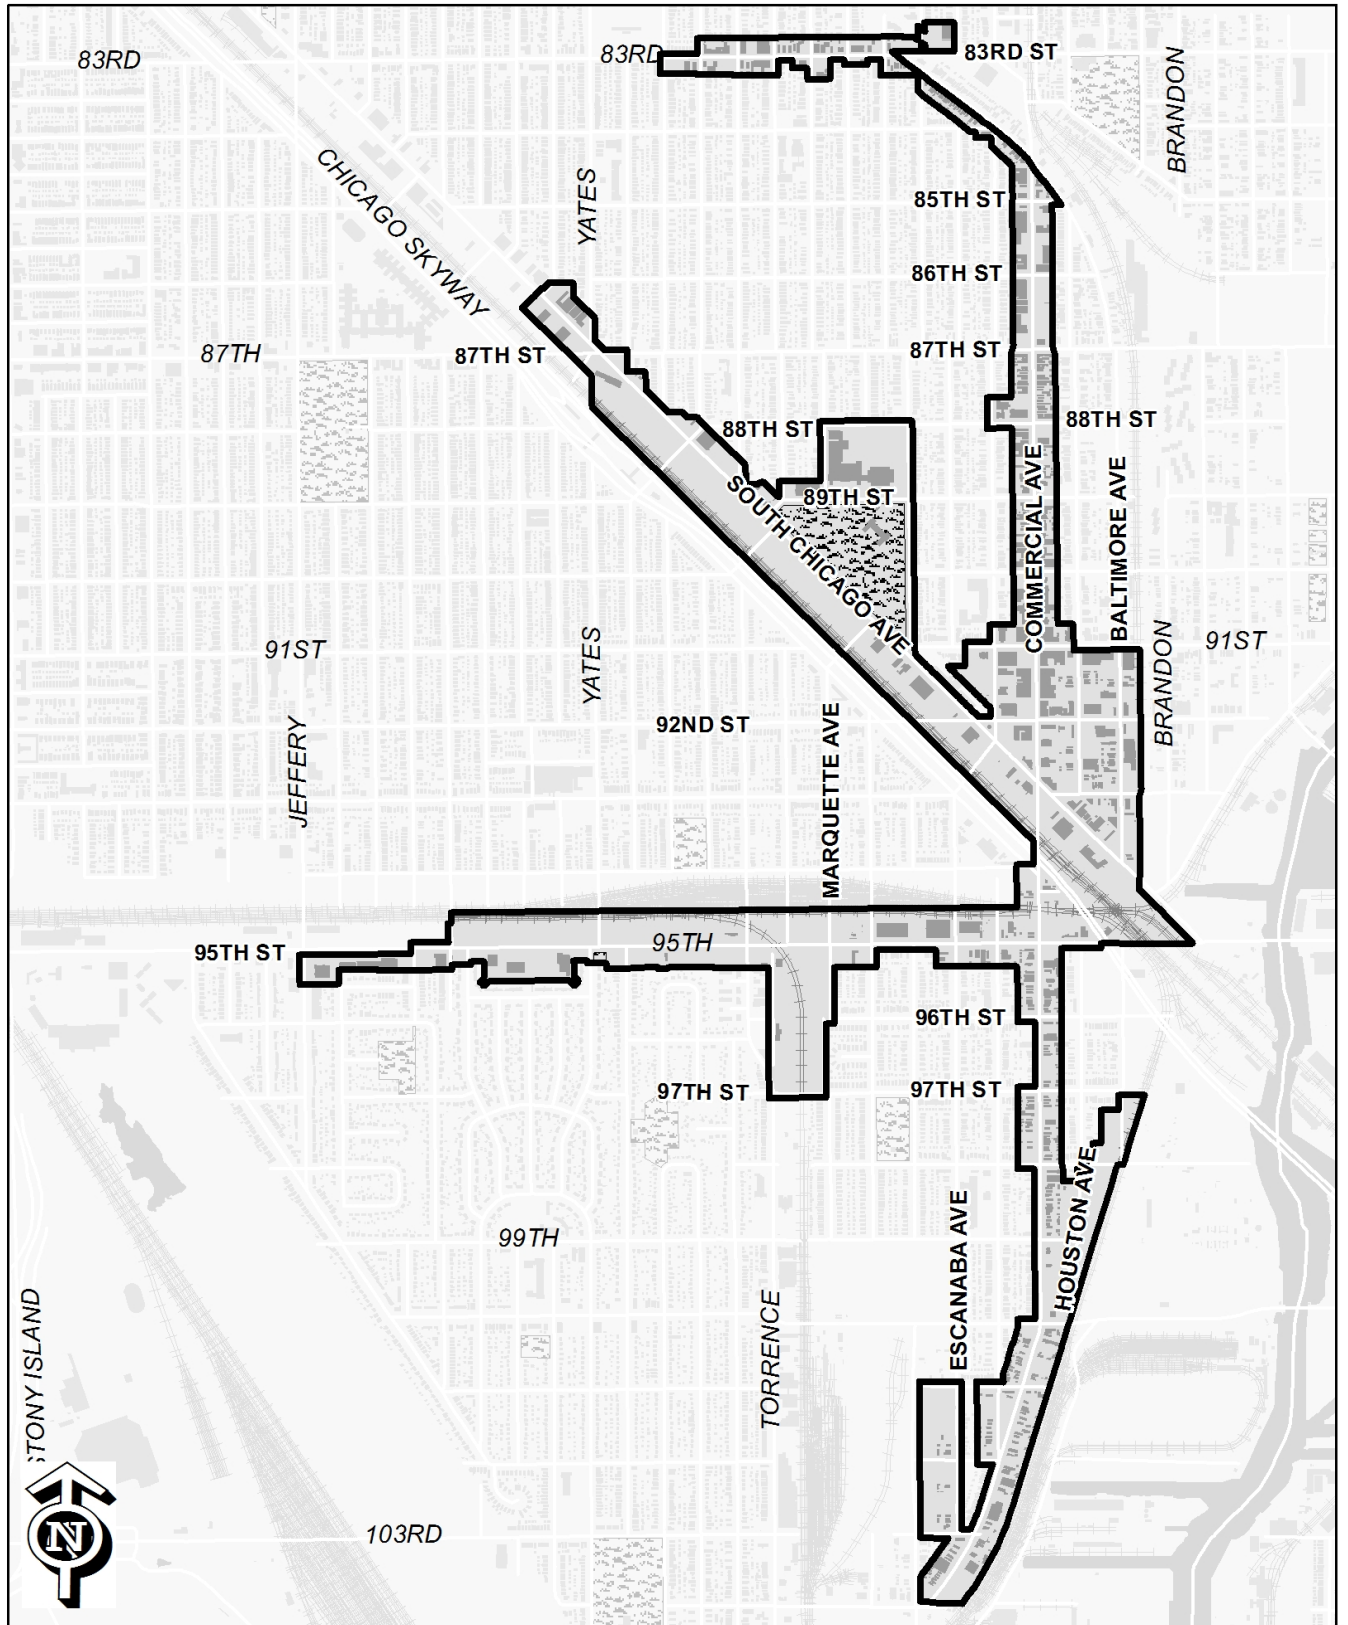 83RD
83RD
83RD ST
BRANDON
CHICAGO SKYWAY
YATES
85TH ST
86TH ST
87TH
87TH ST
87TH ST
88TH ST
88TH ST
COMMERCIAL AVE
BALTIMORE AVE
SOUTH CHICAGO AVE
89TH ST
91ST
YATES
BRANDON
91ST
JEFFERY
92ND ST
MARQUETTE AVE
95TH ST
95TH
96TH ST
97TH ST
97TH ST
HOUSTON AVE
ESCANABA AVE
99TH
STONY ISLAND
TORRENCE
N
103RD